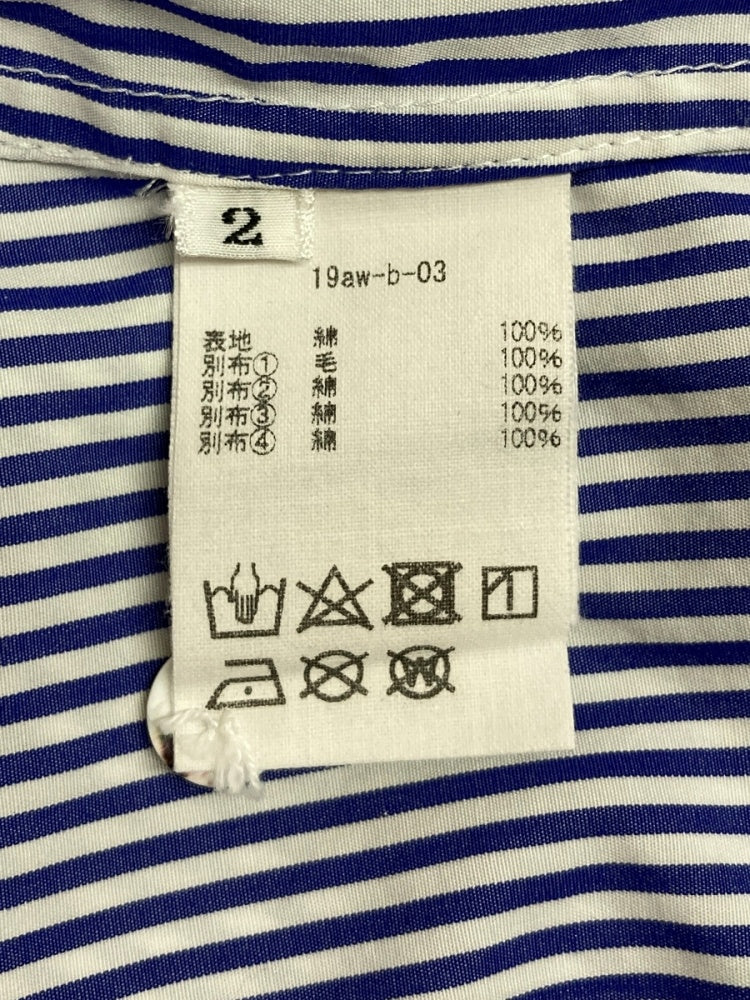 2
19aw-b-03
表地 綿 100%
別布① 毛 100%
別布② 綿 100%
別布③ 綿 100%
別布④ 綿 100%
W